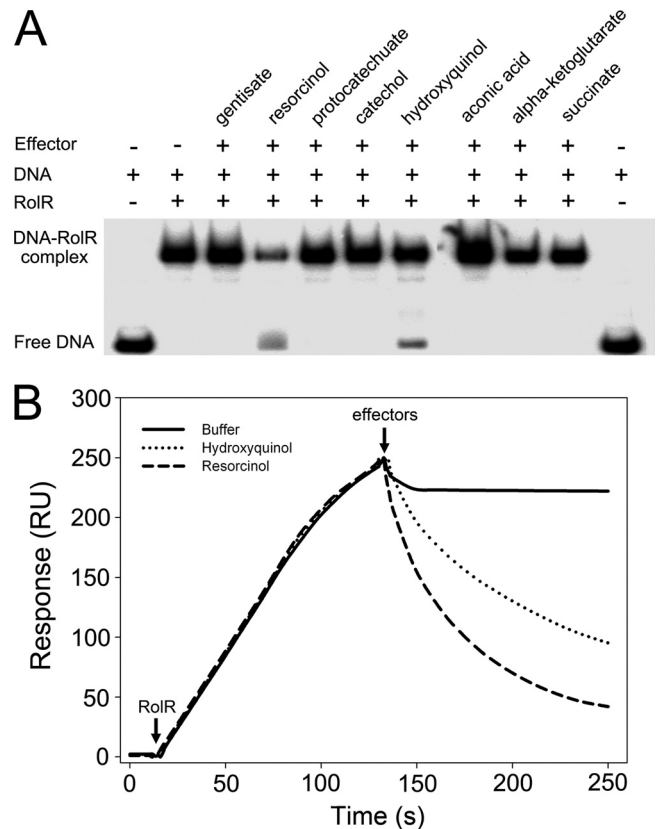 A
gentisate resorcinol protocatechuate catechol hydroxyquinol aconic acid alpha-ketoglutarate succinate
Effector - - + + + + + + + + -
DNA + + + + + + + + + + +
RolR - + + + + + + + + + -
DNA-RolR
complex
Free DNA
B
300
effectors
Buffer
Hydroxyquinol
Resorcinol
250
200
150
100
50
0
Response (RU)
RolR
0 50 100 150 200 250
Time (s)